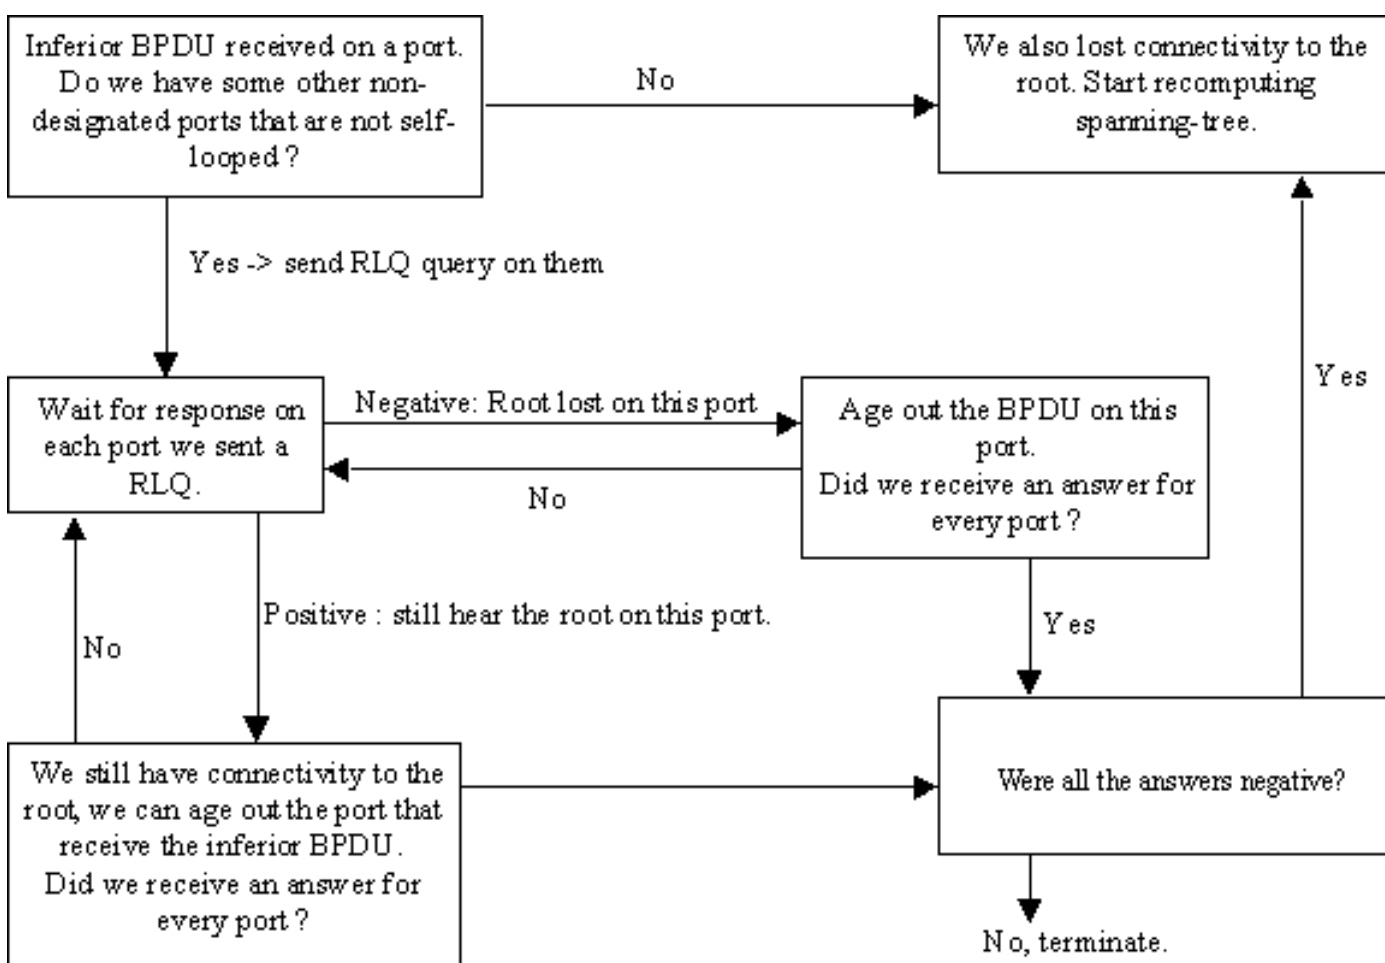 Inferior BPDU received on a port.
Do we have some other non-
designated ports that are not self-
looped ?
No
We also lost connectivity to the
root. Start recomputing
spanning-tree.
Yes -> send RLQ query on them
Yes
Wait for response on
each port we sent a
RLQ.
Negative: Root lost on this port
No
Age out the BPDU on this
port.
Did we receive an answer for
every port ?
No
Positive : still hear the root on this port.
Yes
We still have connectivity to the
root, we can age out the port that
receive the inferior BPDU.
Did we receive an answer for
every port ?
Were all the answers negative?
No, terminate.